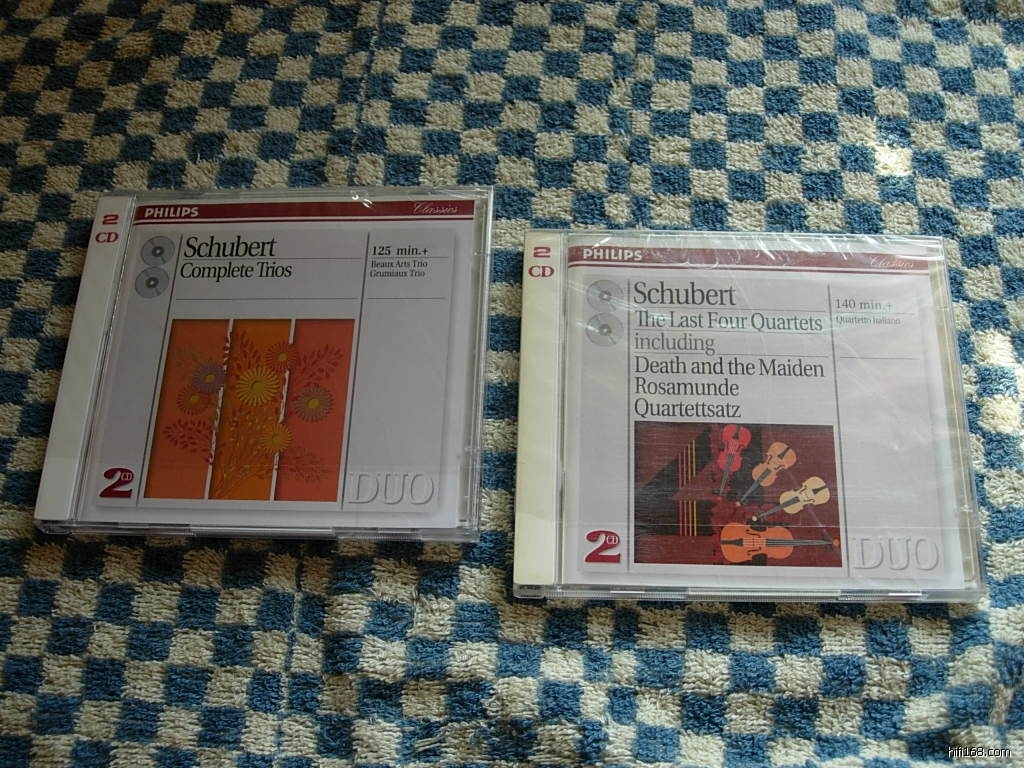 2
CD
PHILIPS
Classics
Schubert
Complete Trios
125 min.+
Beaux Arts Trio
Grumiaux Trio
2CD
DUO
2
CD
PHILIPS
Classics
Schubert
The Last Four Quartets
including
Death and the Maiden
Rosamunde
Quartettsatz
140 min.+
Quartetto Italiano
2CD
DUO
hifi168.com